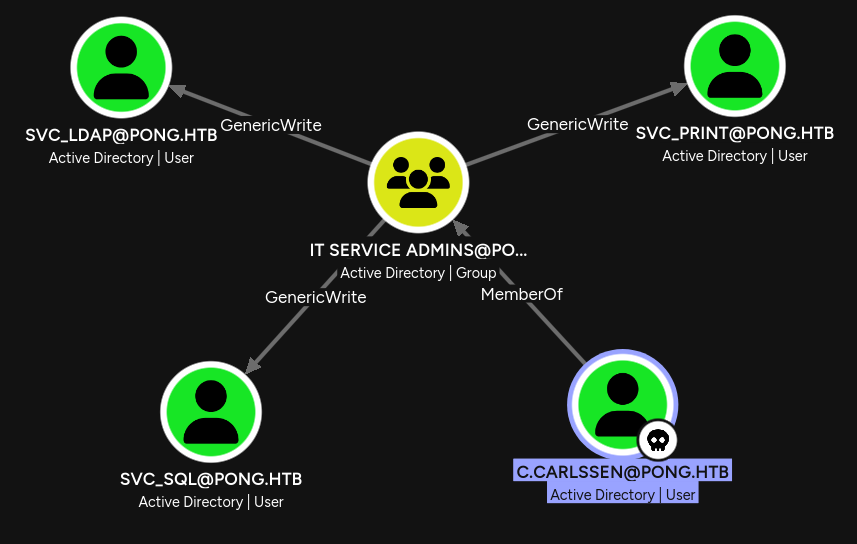 SVC_LDAP@PONG.HTB
Active Directory | User
GenericWrite
GenericWrite
SVC_PRINT@PONG.HTB
Active Directory | User
IT SERVICE ADMINS@PO...
Active Directory | Group
GenericWrite
MemberOf
SVC_SQL@PONG.HTB
Active Directory | User
C.CARLSSEN@PONG.HTB
Active Directory | User